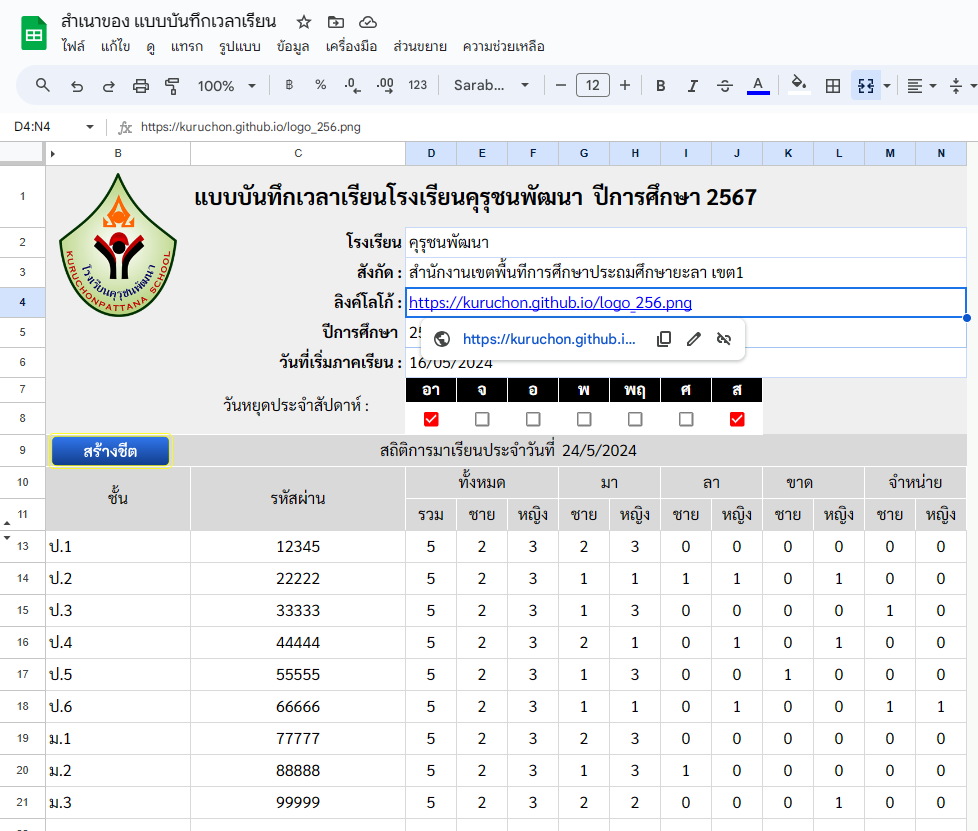 สำเนาของ แบบบันทึกเวลาเรียน
ไฟล์ แก้ไข ดู แทรก รูปแบบ ข้อมูล เครื่องมือ ส่วนขยาย ความช่วยเหลือ
100% ฿ % .0 .00 123 Sarab... 12 B I A
D4:N4 fx https://kuruchon.github.io/logo_256.png
B C D E F G H I J K L M N
1 แบบบันทึกเวลาเรียนโรงเรียนคุรุชนพัฒนา ปีการศึกษา 2567
โรงเรียนคุรุชนพัฒนา
KURUCHONPATTANA SCHOOL
2 โรงเรียน คุรุชนพัฒนา
3 สังกัด : สำนักงานเขตพื้นที่การศึกษาประถมศึกษายะลา เขต1
4 ลิงค์โลโก้ : https://kuruchon.github.io/logo_256.png
5 ปีการศึกษา 25
https://kuruchon.github.i...
6 วันที่เริ่มภาคเรียน : 16/05/2024
7 อา จ อ พ พฤ ศ ส
8 วันหยุดประจำสัปดาห์ :
9 สร้างชีต สถิติการมาเรียนประจำวันที่ 24/5/2024
10 ชั้น รหัสผ่าน ทั้งหมด มา ลา ขาด จำหน่าย
11 รวม ชาย หญิง ชาย หญิง ชาย หญิง ชาย หญิง ชาย หญิง
13 ป.1 12345 5 2 3 2 3 0 0 0 0 0 0
14 ป.2 22222 5 2 3 1 1 1 1 0 1 0 0
15 ป.3 33333 5 2 3 1 3 0 0 0 0 1 0
16 ป.4 44444 5 2 3 2 1 0 1 0 1 0 0
17 ป.5 55555 5 2 3 1 3 0 0 1 0 0 0
18 ป.6 66666 5 2 3 1 1 0 1 0 0 1 1
19 ม.1 77777 5 2 3 2 3 0 0 0 0 0 0
20 ม.2 88888 5 2 3 1 3 1 0 0 0 0 0
21 ม.3 99999 5 2 3 2 2 0 0 0 1 0 0